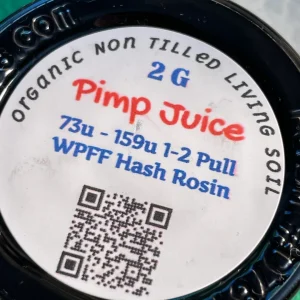 ORGANIC NON TILLED LIVING SOIL
2 G
Pimp Juice
73u - 159u 1-2 Pull
WPFF Hash Rosin